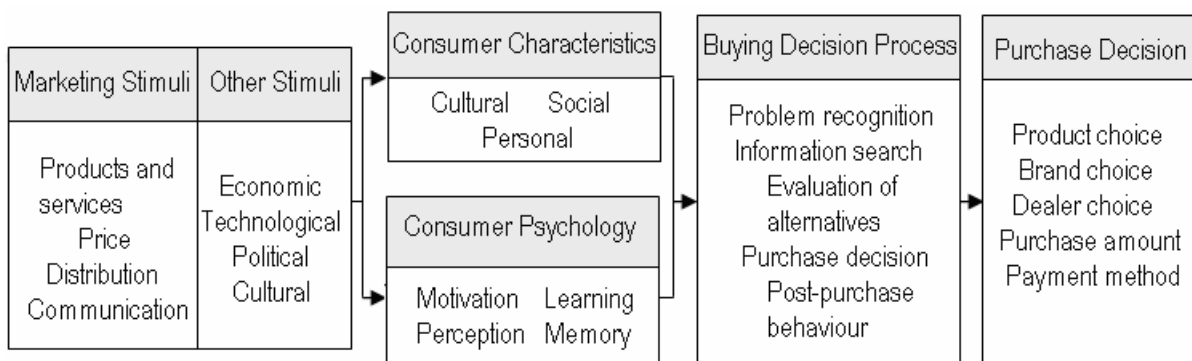 Marketing Stimuli
Products and
services
Price
Distribution
Communication
Other Stimuli
Economic
Technological
Political
Cultural
Consumer Characteristics
Cultural Social
Personal
Consumer Psychology
Motivation Learning
Perception Memory
Buying Decision Process
Problem recognition
Information search
Evaluation of
alternatives
Purchase decision
Post-purchase
behaviour
Purchase Decision
Product choice
Brand choice
Dealer choice
Purchase amount
Payment method